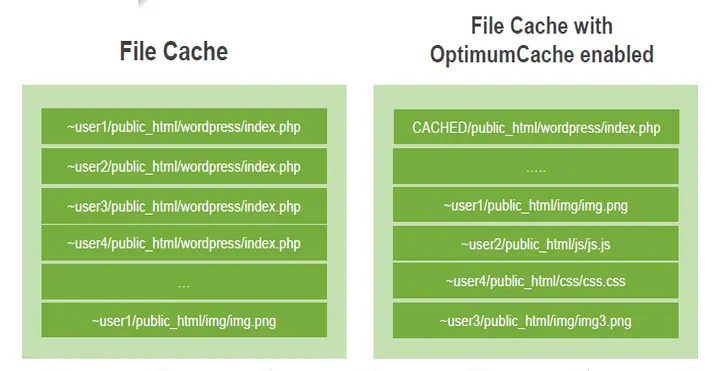 File Cache
~user1/public_html/wordpress/index.php
~user2/public_html/wordpress/index.php
~user3/public_html/wordpress/index.php
~user4/public_html/wordpress/index.php
...
~user1/public_html/img/img.png
File Cache with
OptimumCache enabled
CACHED/public_html/wordpress/index.php
.....
~user1/public_html/img/img.png
~user2/public_html/js/js.js
~user4/public_html/css/css.css
~user3/public_html/img/img3.png